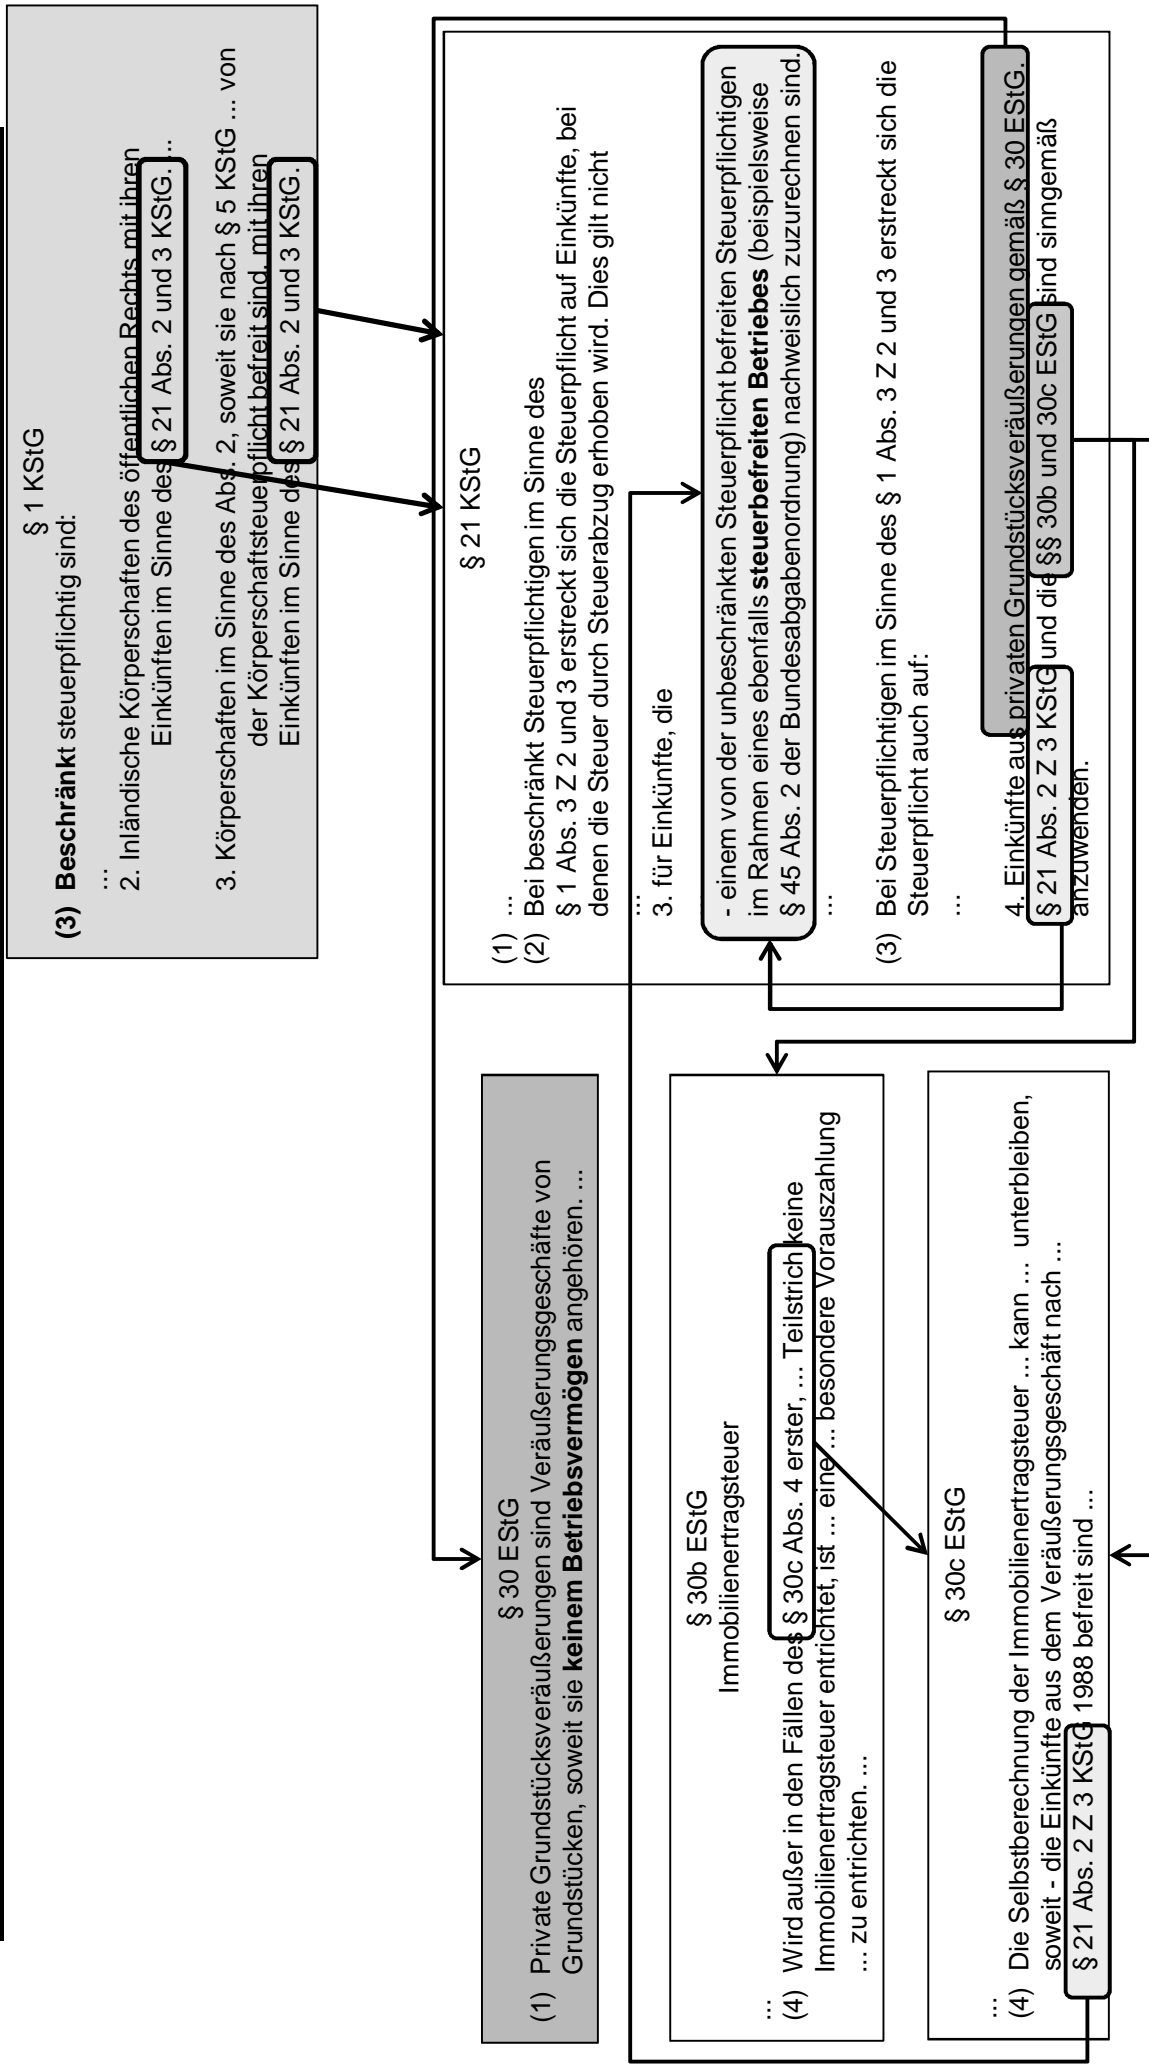 § 1 KStG
(3) Beschränkt steuerpflichtig sind:
…
2. Inländische Körperschaften des öffentlichen Rechts mit ihren
Einkünften im Sinne des § 21 Abs. 2 und 3 KStG. …
3. Körperschaften im Sinne des Abs. 2, soweit sie nach § 5 KStG … von
der Körperschaftsteuerpflicht befreit sind, mit ihren
Einkünften im Sinne des § 21 Abs. 2 und 3 KStG.
§ 21 KStG
(1) …
(2) Bei beschränkt Steuerpflichtigen im Sinne des
§ 1 Abs. 3 Z 2 und 3 erstreckt sich die Steuerpflicht auf Einkünfte, bei
denen die Steuer durch Steuerabzug erhoben wird. Dies gilt nicht
…
3. für Einkünfte, die
- einem von der unbeschränkten Steuerpflicht befreiten Steuerpflichtigen
im Rahmen eines ebenfalls steuerbefreiten Betriebes (beispielsweise
§ 45 Abs. 2 der Bundesabgabenordnung) nachweislich zuzurechnen sind.
…
(3) Bei Steuerpflichtigen im Sinne des § 1 Abs. 3 Z 2 und 3 erstreckt sich die
Steuerpflicht auch auf:
…
4. Einkünfte aus privaten Grundstücksveräußerungen gemäß § 30 EStG.
§ 21 Abs. 2 Z 3 KStG und die §§ 30b und 30c EStG sind sinngemäß
anzuwenden.
§ 30 EStG
(1) Private Grundstücksveräußerungen sind Veräußerungsgeschäfte von
Grundstücken, soweit sie keinem Betriebsvermögen angehören. …
§ 30b EStG
Immobilienertragsteuer
…
(4) Wird außer in den Fällen des § 30c Abs. 4 erster, … Teilstrich keine
Immobilienertragsteuer entrichtet, ist … eine … besondere Vorauszahlung
… zu entrichten. …
§ 30c EStG
…
(4) Die Selbstberechnung der Immobilienertragsteuer … kann … unterbleiben,
soweit - die Einkünfte aus dem Veräußerungsgeschäft nach …
§ 21 Abs. 2 Z 3 KStG 1988 befreit sind …